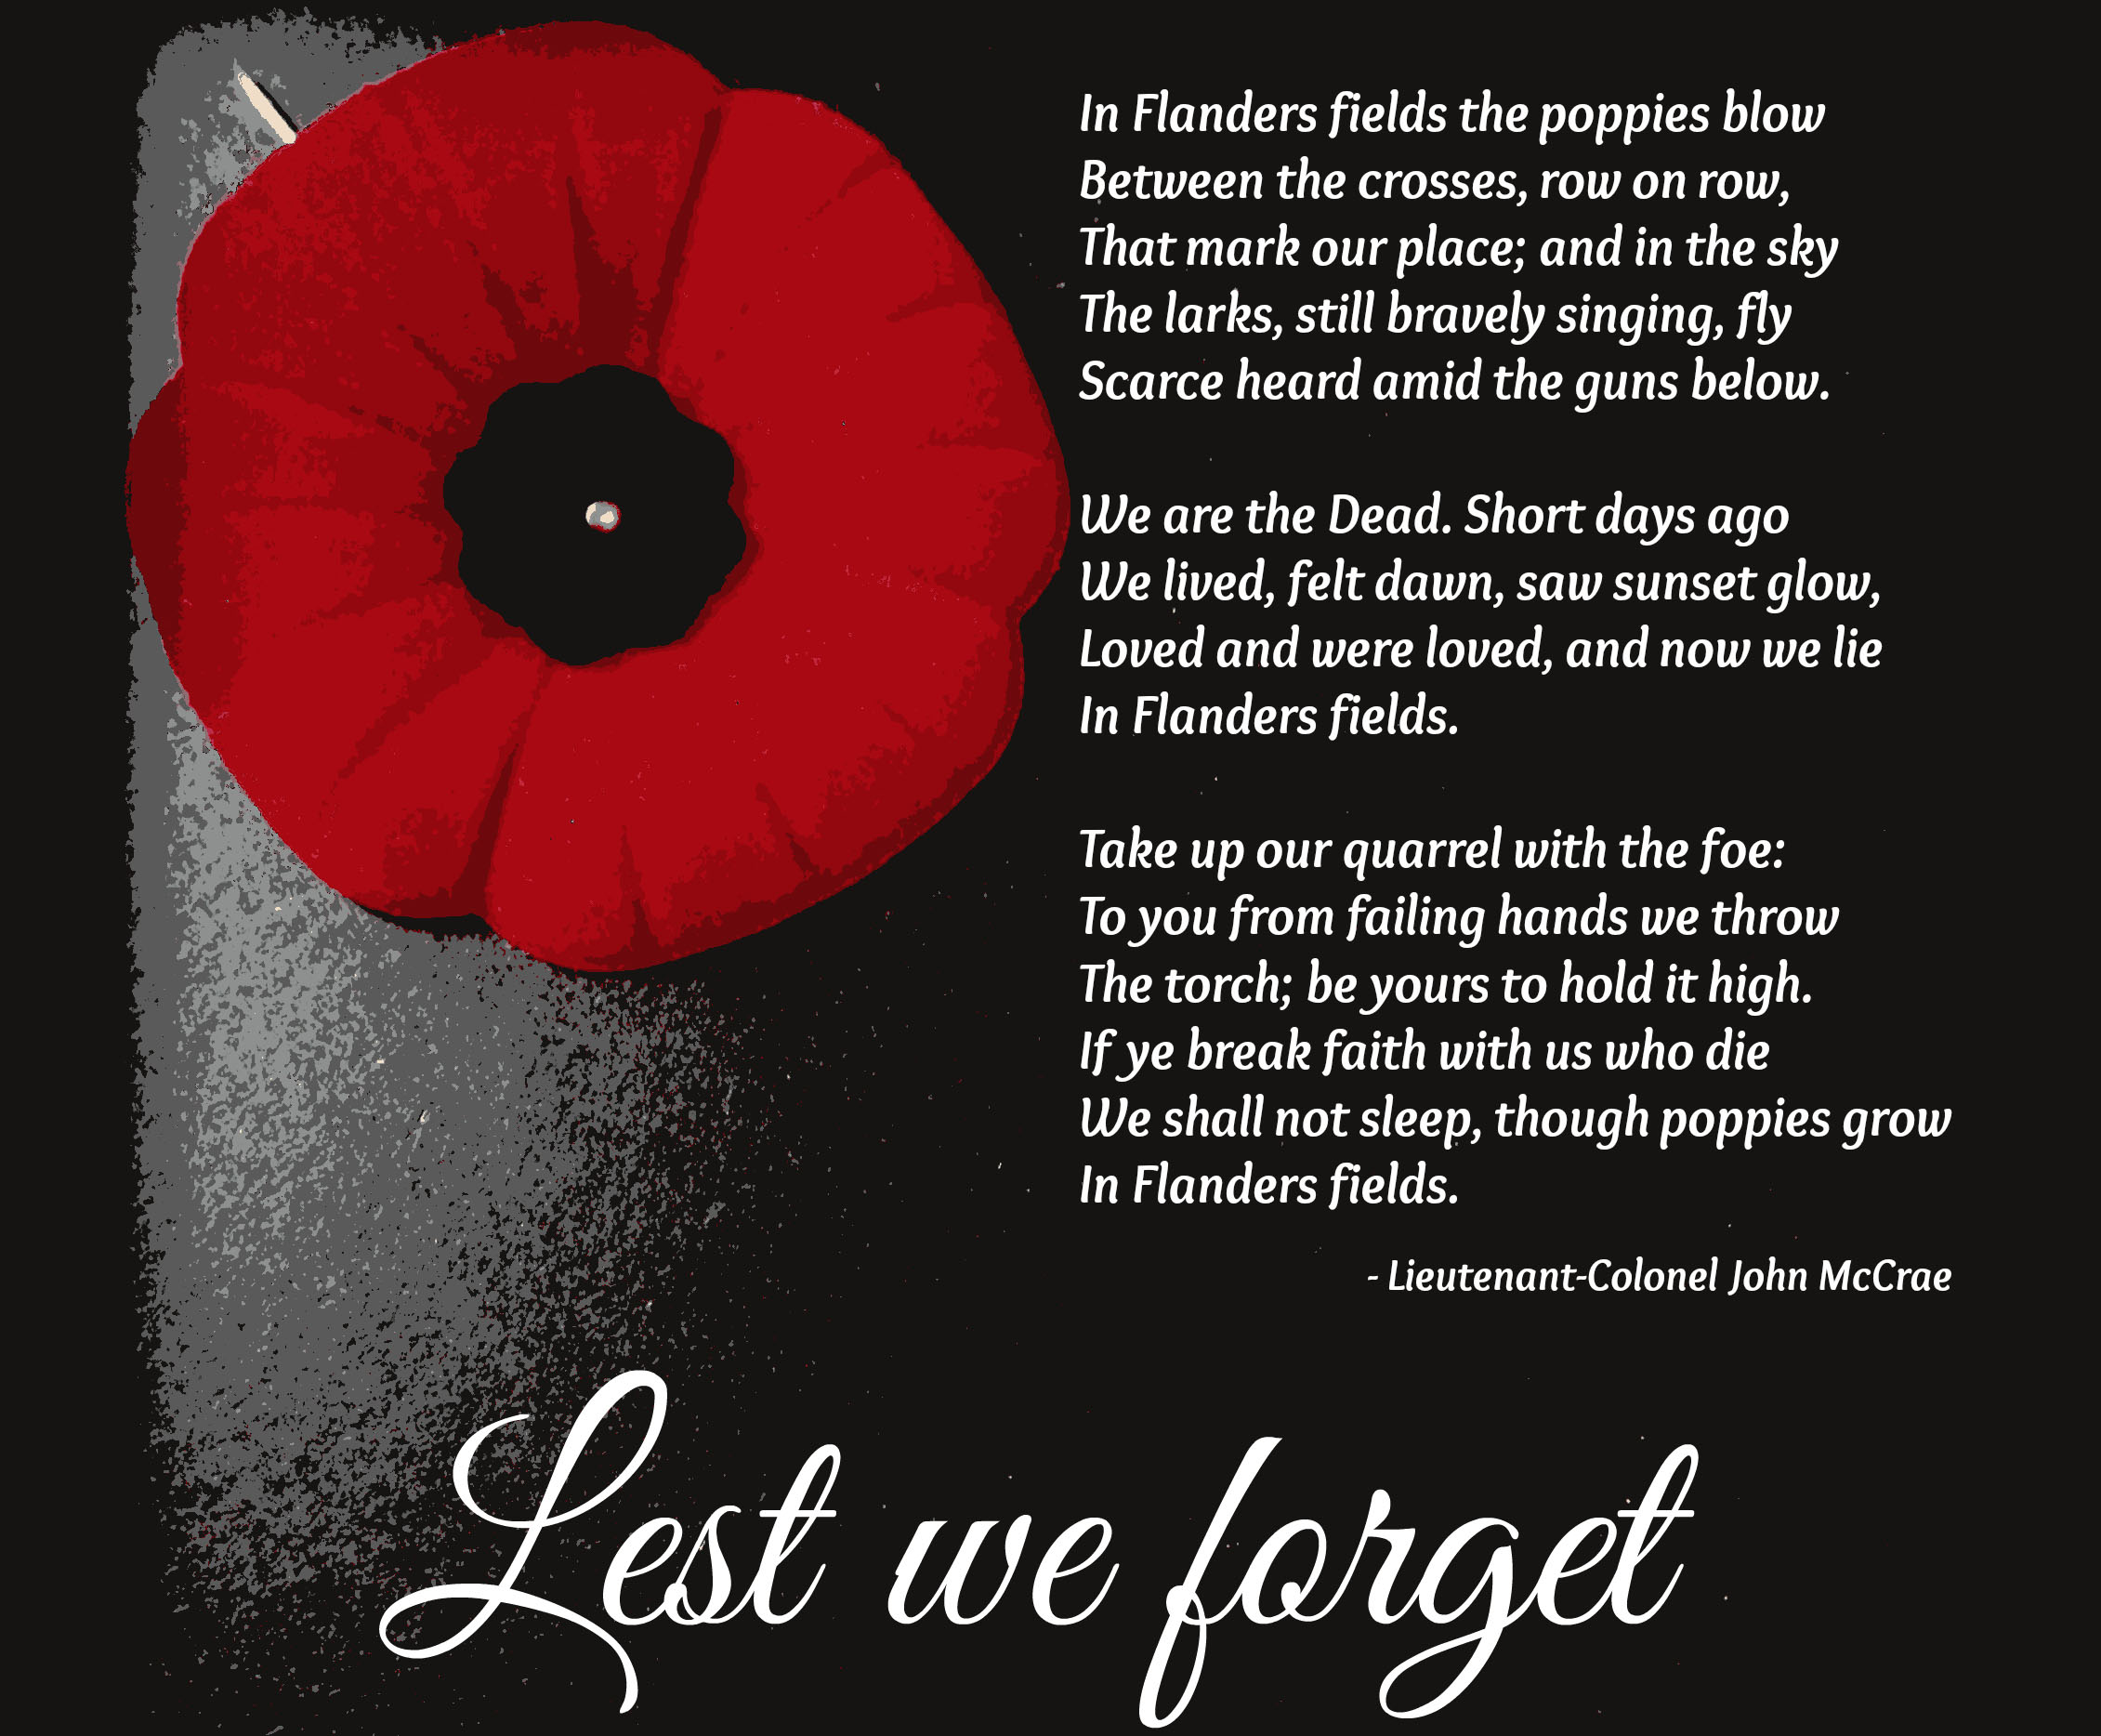 In Flanders fields the poppies blow
Between the crosses, row on row,
That mark our place; and in the sky
The larks, still bravely singing, fly
Scarce heard amid the guns below.
We are the Dead. Short days ago
We lived, felt dawn, saw sunset glow,
Loved and were loved, and now we lie
In Flanders fields.
Take up our quarrel with the foe:
To you from failing hands we throw
The torch; be yours to hold it high.
If ye break faith with us who die
We shall not sleep, though poppies grow
In Flanders fields.
- Lieutenant-Colonel John McCrae
Lest we forget